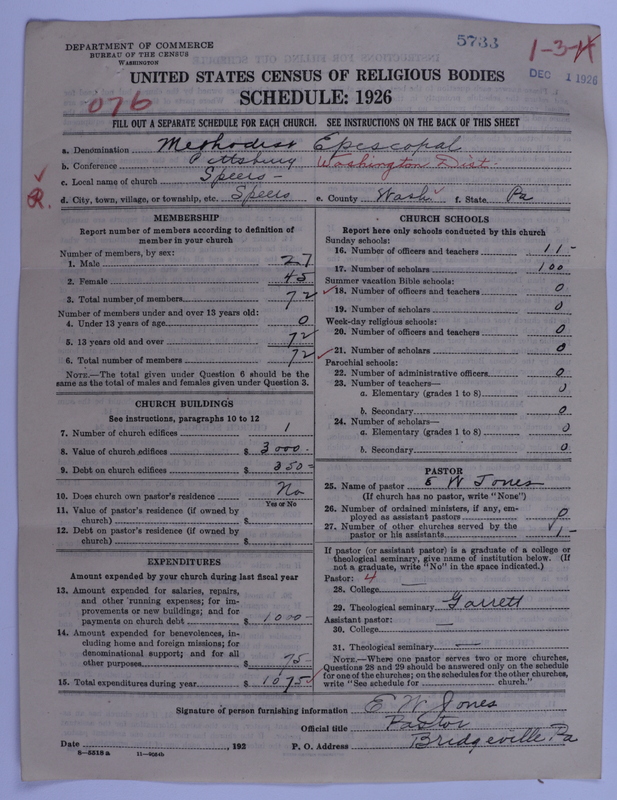 DEPARTMENT OF COMMERCE
BUREAU OF THE CENSUS
WASHINGTON
5733
1-3-
DEC 1 1926
UNITED STATES CENSUS OF RELIGIOUS BODIES
SCHEDULE: 1926
076
FILL OUT A SEPARATE SCHEDULE FOR EACH CHURCH. SEE INSTRUCTIONS ON THE BACK OF THIS SHEET
a. Denomination Methodist Episcopal
b. Conference Pittsburg Washington Dist.
c. Local name of church Speers -
R.
d. City, town, village, or township, etc. Speers e. County Wash f. State Pa
MEMBERSHIP
Report number of members according to definition of
member in your church
Number of members, by sex:
1. Male 27
2. Female 45
3. Total number of members 72
Number of members under and over 13 years old:
4. Under 13 years of age 0
5. 13 years old and over 72
6. Total number of members 72
NOTE.—The total given under Question 6 should be the
same as the total of males and females given under Question 3.
CHURCH BUILDINGS
See instructions, paragraphs 10 to 12
7. Number of church edifices 1
8. Value of church edifices $ 3000.
9. Debt on church edifices $ 350=
10. Does church own pastor's residence No
Yes or No
11. Value of pastor's residence (if owned by
church) $
12. Debt on pastor's residence (if owned by
church) $
EXPENDITURES
Amount expended by your church during last fiscal year
13. Amount expended for salaries, repairs,
and other running expenses; for im-
provements or new buildings; and for
payments on church debt $ 1000-
14. Amount expended for benevolences, in-
cluding home and foreign missions; for
denominational support; and for all
other purposes $ 75
15. Total expenditures during year $ 1075
CHURCH SCHOOLS
Report here only schools conducted by this church
Sunday schools:
16. Number of officers and teachers 11-
17. Number of scholars 100
Summer vacation Bible schools:
18. Number of officers and teachers 0
19. Number of scholars 0
Week-day religious schools:
20. Number of officers and teachers 0
21. Number of scholars 0
Parochial schools:
22. Number of administrative officers 0
23. Number of teachers—
a. Elementary (grades 1 to 8) 0
b. Secondary 0
24. Number of scholars—
a. Elementary (grades 1 to 8) 0
b. Secondary 0
PASTOR
25. Name of pastor E W Jones
(If church has no pastor, write "None")
26. Number of ordained ministers, if any, em-
ployed as assistant pastors 0
27. Number of other churches served by the
pastor or his assistants 1-
If pastor (or assistant pastor) is a graduate of a college or
theological seminary, give name of institution below. (If
not a graduate, write "No" in the space indicated.)
Pastor: 4
28. College —
29. Theological seminary Garrett
Assistant pastor:
30. College —
31. Theological seminary —
NOTE.—Where one pastor serves two or more churches,
Questions 28 and 29 should be answered only on the schedule
for one of the churches; on the schedules for the other churches,
write "See schedule for church."
Signature of person furnishing information E W Jones
Official title Pastor
Date , 192 P. O. Address Bridgeville Pa
8-5518 a 11-9024b